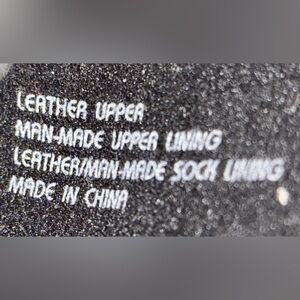 LEATHER UPPER
MAN-MADE UPPER LINING
LEATHER/MAN-MADE SOCK LINING
MADE IN CHINA